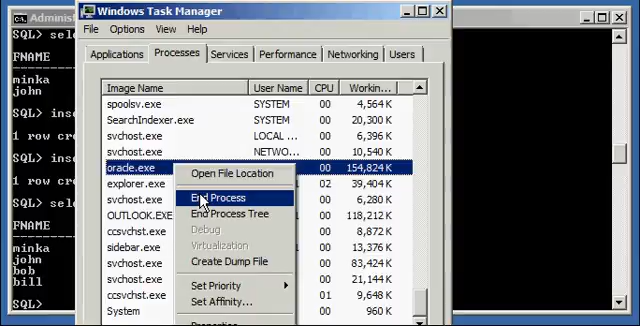 Administ
Windows Task Manager
File Options View Help
Applications Processes Services Performance Networking Users
Image Name User Name CPU Workin...
spoolsv.exe SYSTEM 00 4,564 K
SearchIndexer.exe SYSTEM 00 20,300 K
svchost.exe LOCAL ... 00 6,396 K
svchost.exe NETWO... 00 10,540 K
oracle.exe 00 154,824 K
explorer.exe 02 39,404 K
svchost.exe 00 6,280 K
OUTLOOK.EXE 00 118,212 K
ccsvchst.exe 00 8,872 K
sidebar.exe 00 13,376 K
svchost.exe 00 83,424 K
svchost.exe 00 21,144 K
ccsvchst.exe 01 9,648 K
System 00 960 K
Open File Location
End Process
End Process Tree
Debug
Virtualization
Create Dump File
Set Priority
Set Affinity...
Properties
SQL> sele
FNAME
minka
john
SQL> inse
1 row cre
SQL> inse
1 row cre
SQL> sele
FNAME
minka
john
bob
bill
SQL>